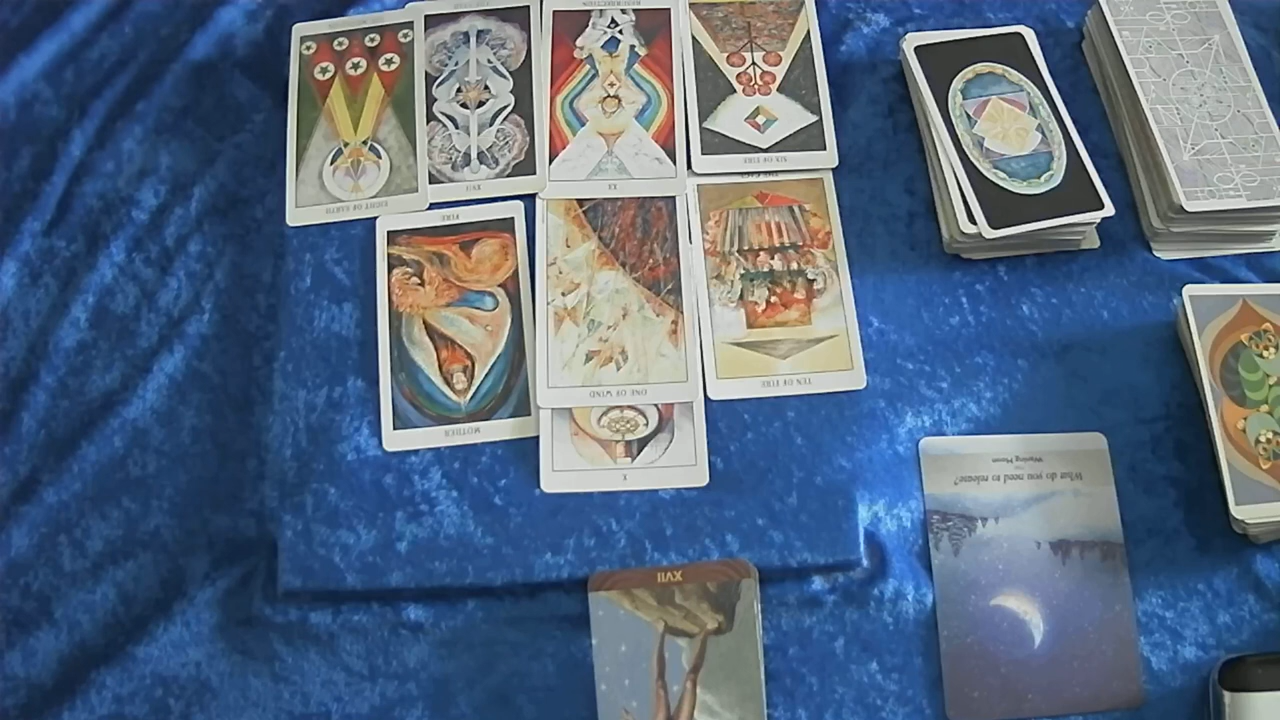 EIGHT OF EARTH
XVII
RESURRECTION
XX
SIX OF FIRE
FIRE
MOTHER
ONE OF WIND
TEN OF FIRE
X
XVII
What do you need to release?
Waning Moon